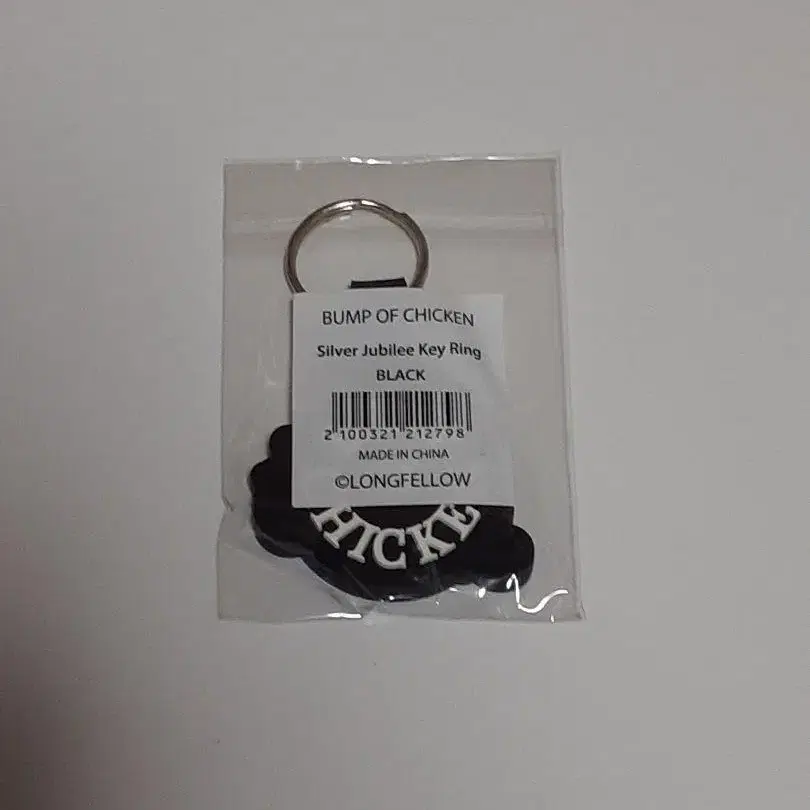 BUMP OF CHICKEN
Silver Jubilee Key Ring
BLACK
2 100321 212798
MADE IN CHINA
©LONGFELLOW
HICKE